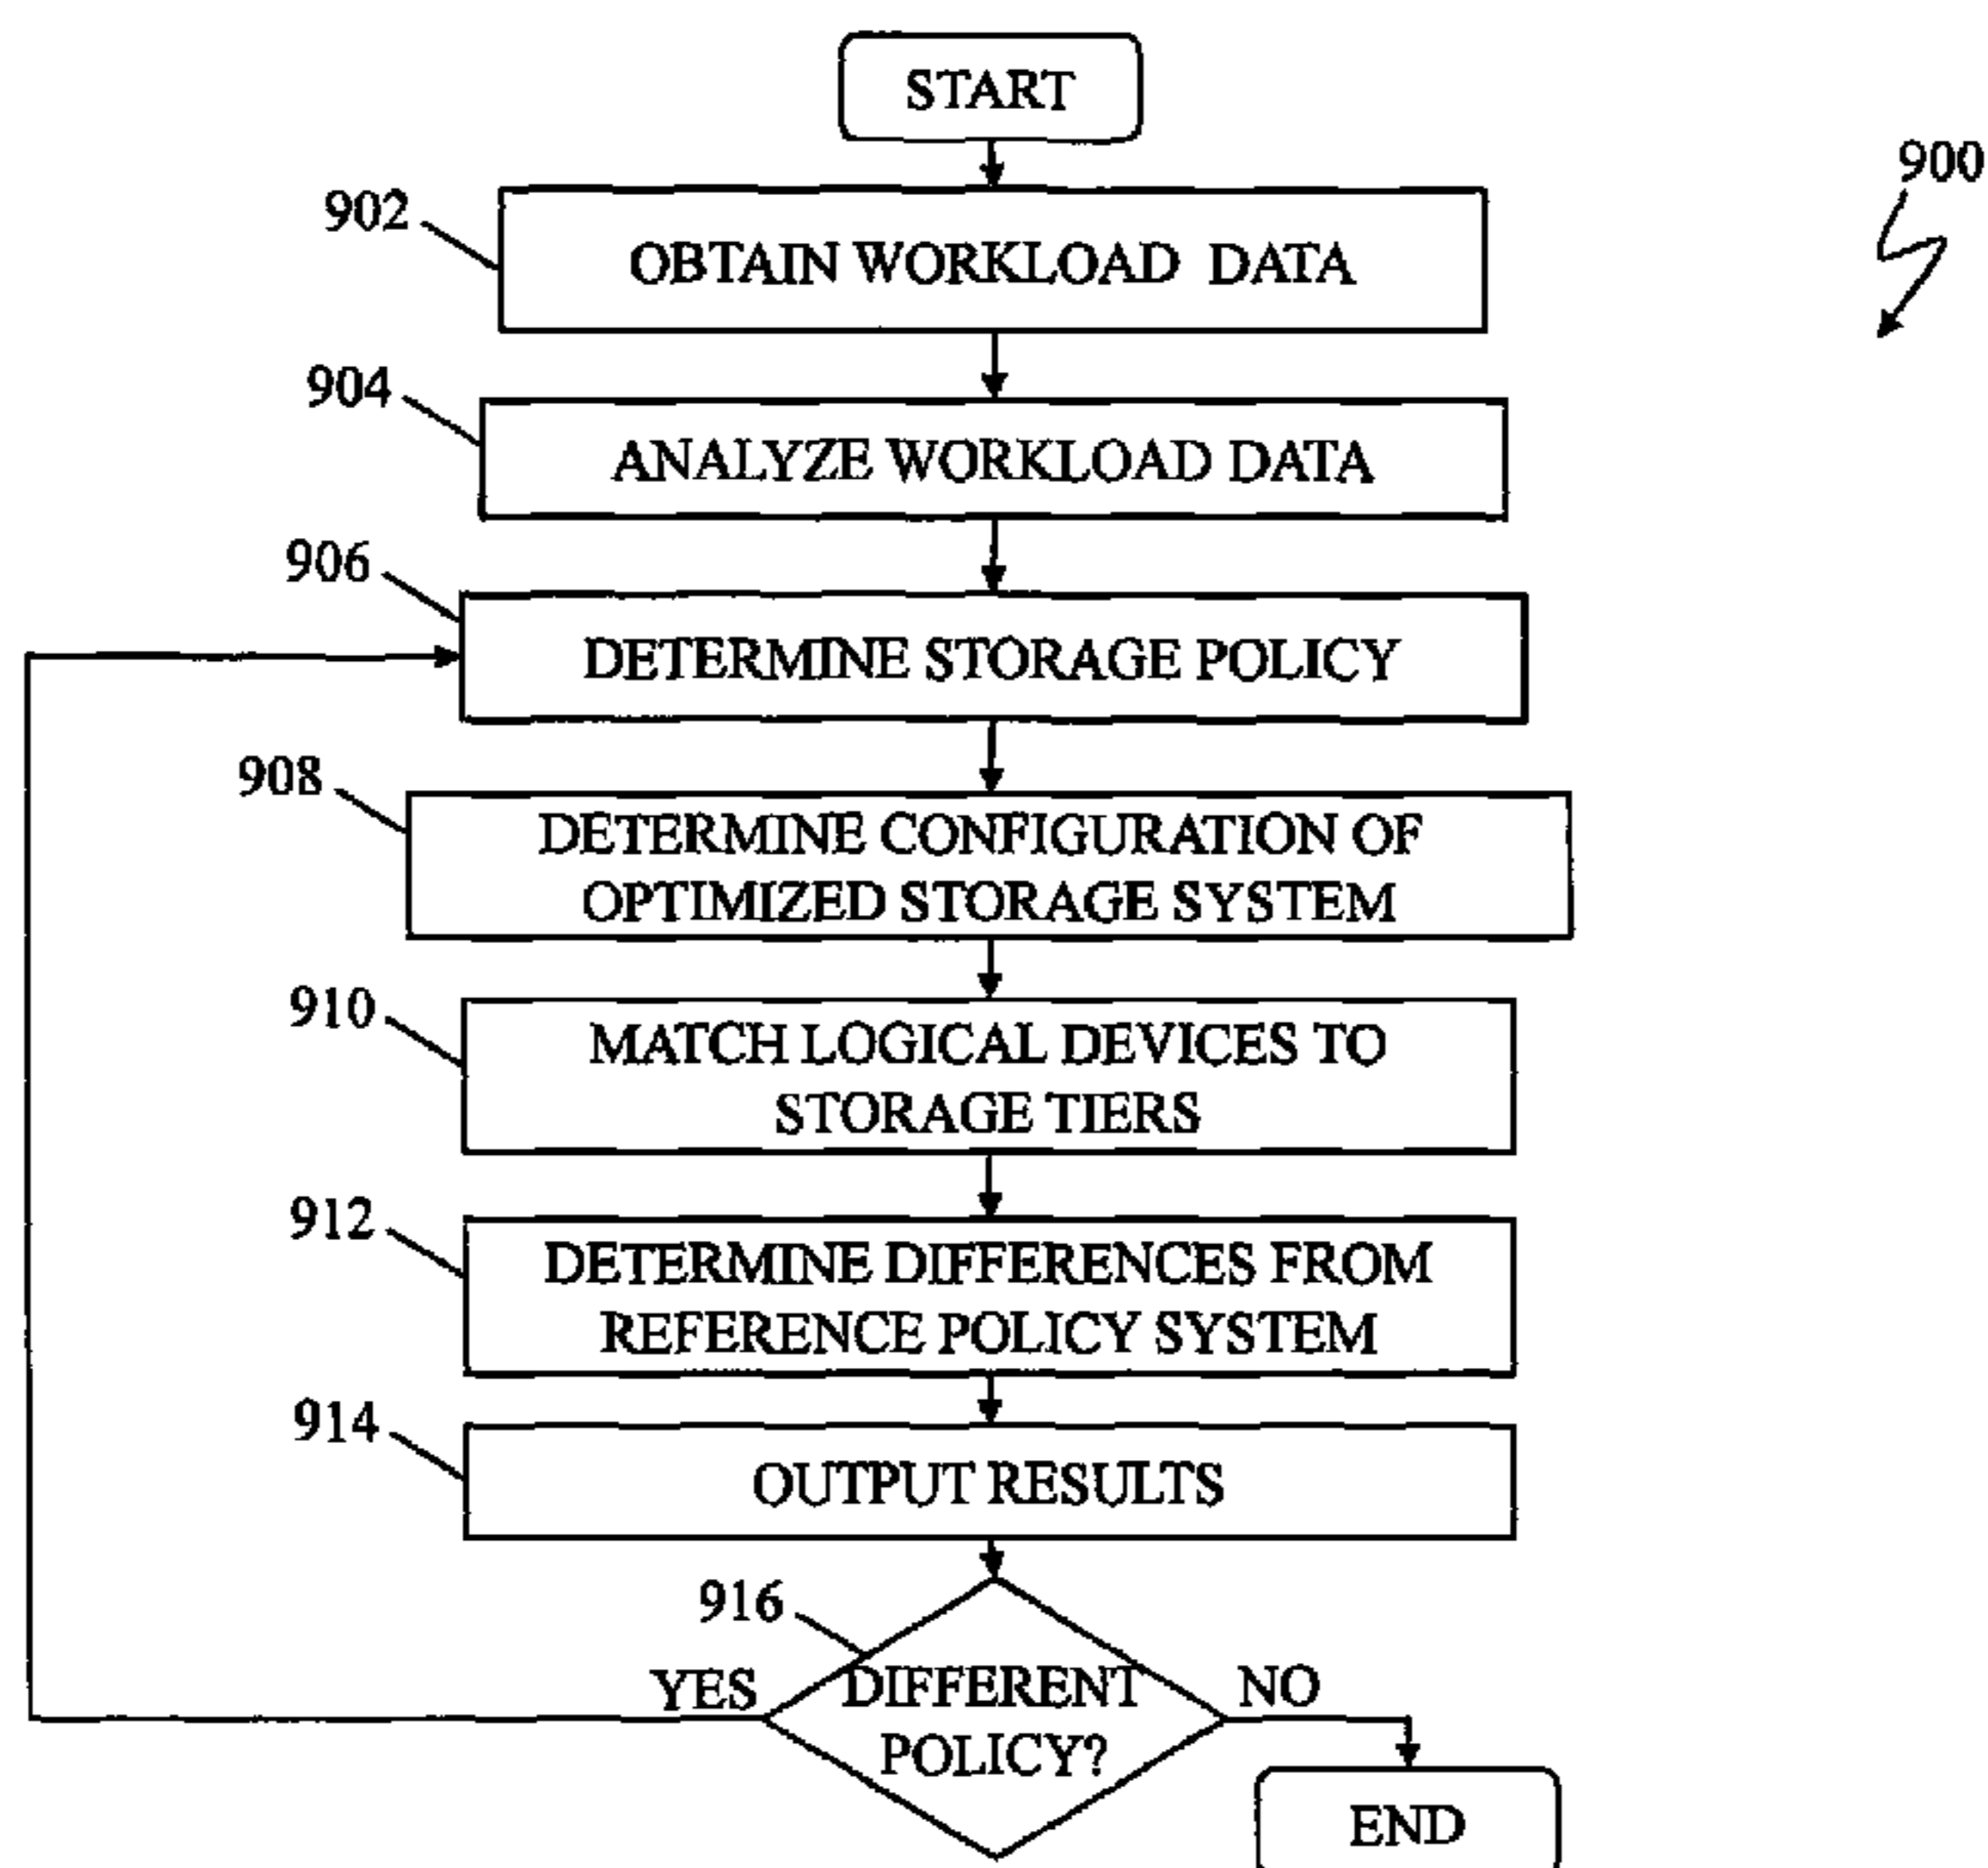 START
900
902
OBTAIN WORKLOAD DATA
904
ANALYZE WORKLOAD DATA
906
DETERMINE STORAGE POLICY
908
DETERMINE CONFIGURATION OF
OPTIMIZED STORAGE SYSTEM
910
MATCH LOGICAL DEVICES TO
STORAGE TIERS
912
DETERMINE DIFFERENCES FROM
REFERENCE POLICY SYSTEM
914
OUTPUT RESULTS
916
YES
DIFFERENT
POLICY?
NO
END